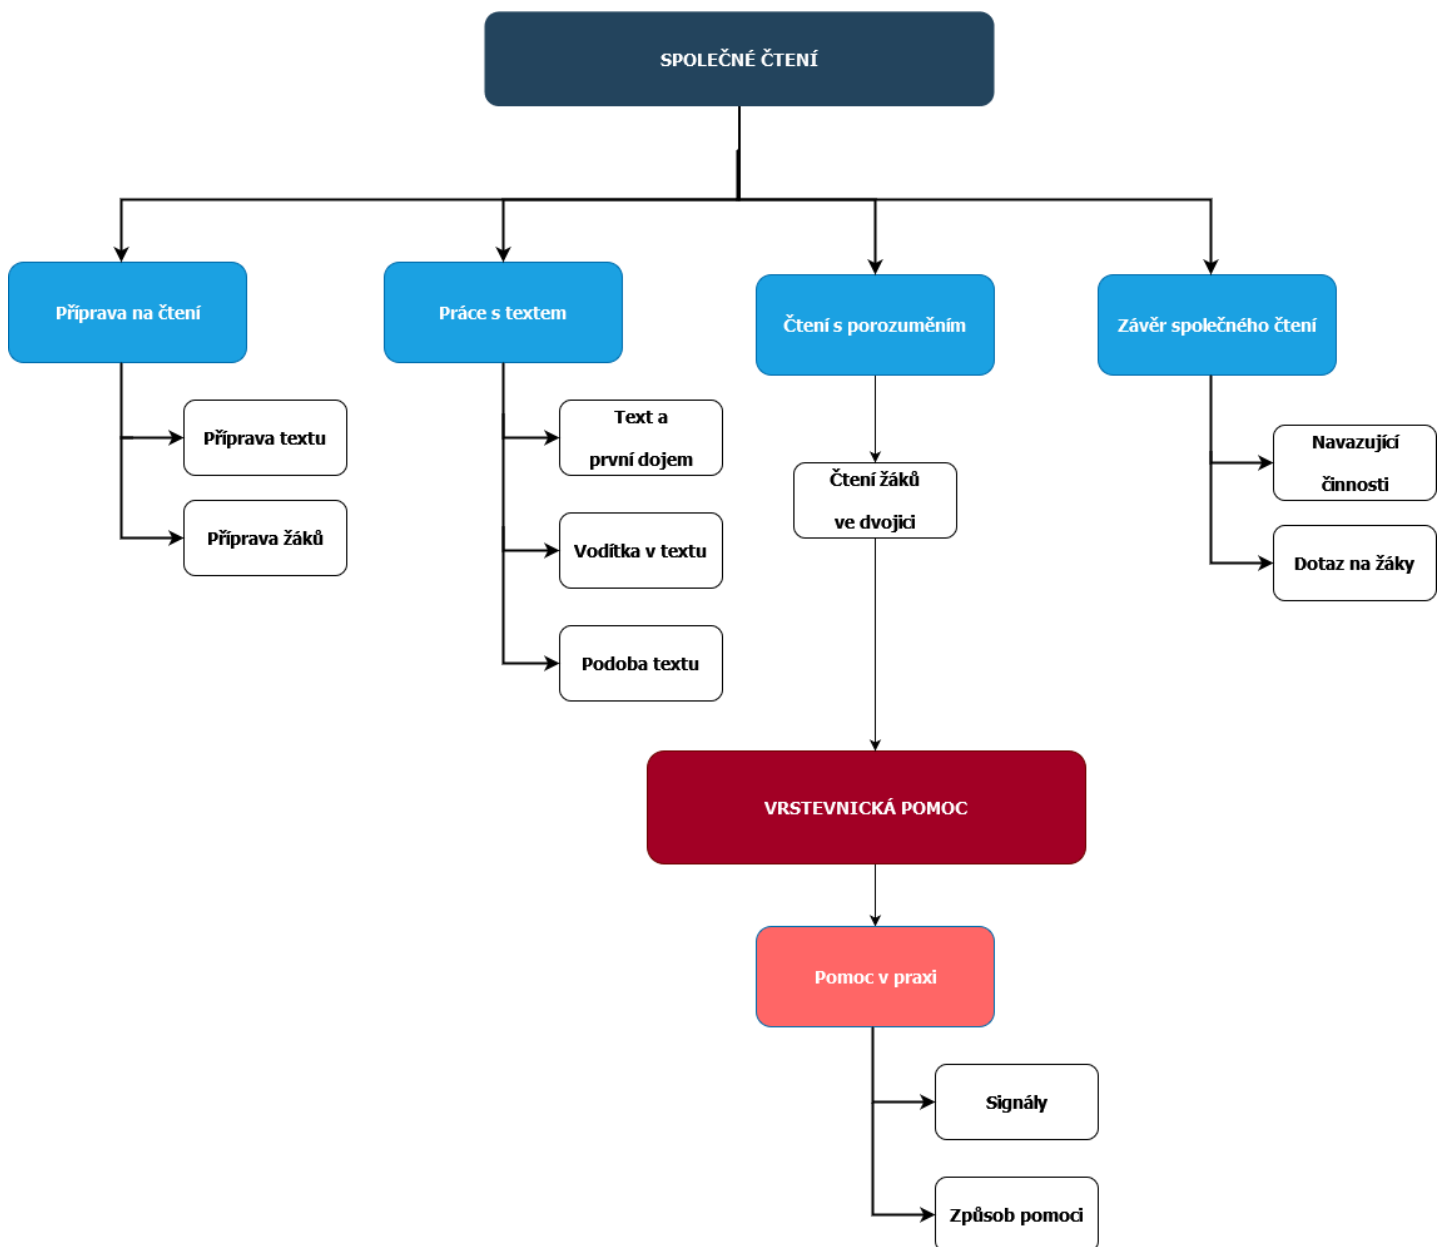 SPOLEČNÉ ČTENÍ
Příprava na čtení
Práce s textem
Čtení s porozuměním
Závěr společného čtení
Příprava textu
Příprava žáků
Text a
první dojem
Vodítka v textu
Podoba textu
Čtení žáků
ve dvojici
Navazující
činnosti
Dotaz na žáky
VRSTEVNICKÁ POMOC
Pomoc v praxi
Signály
Způsob pomoci